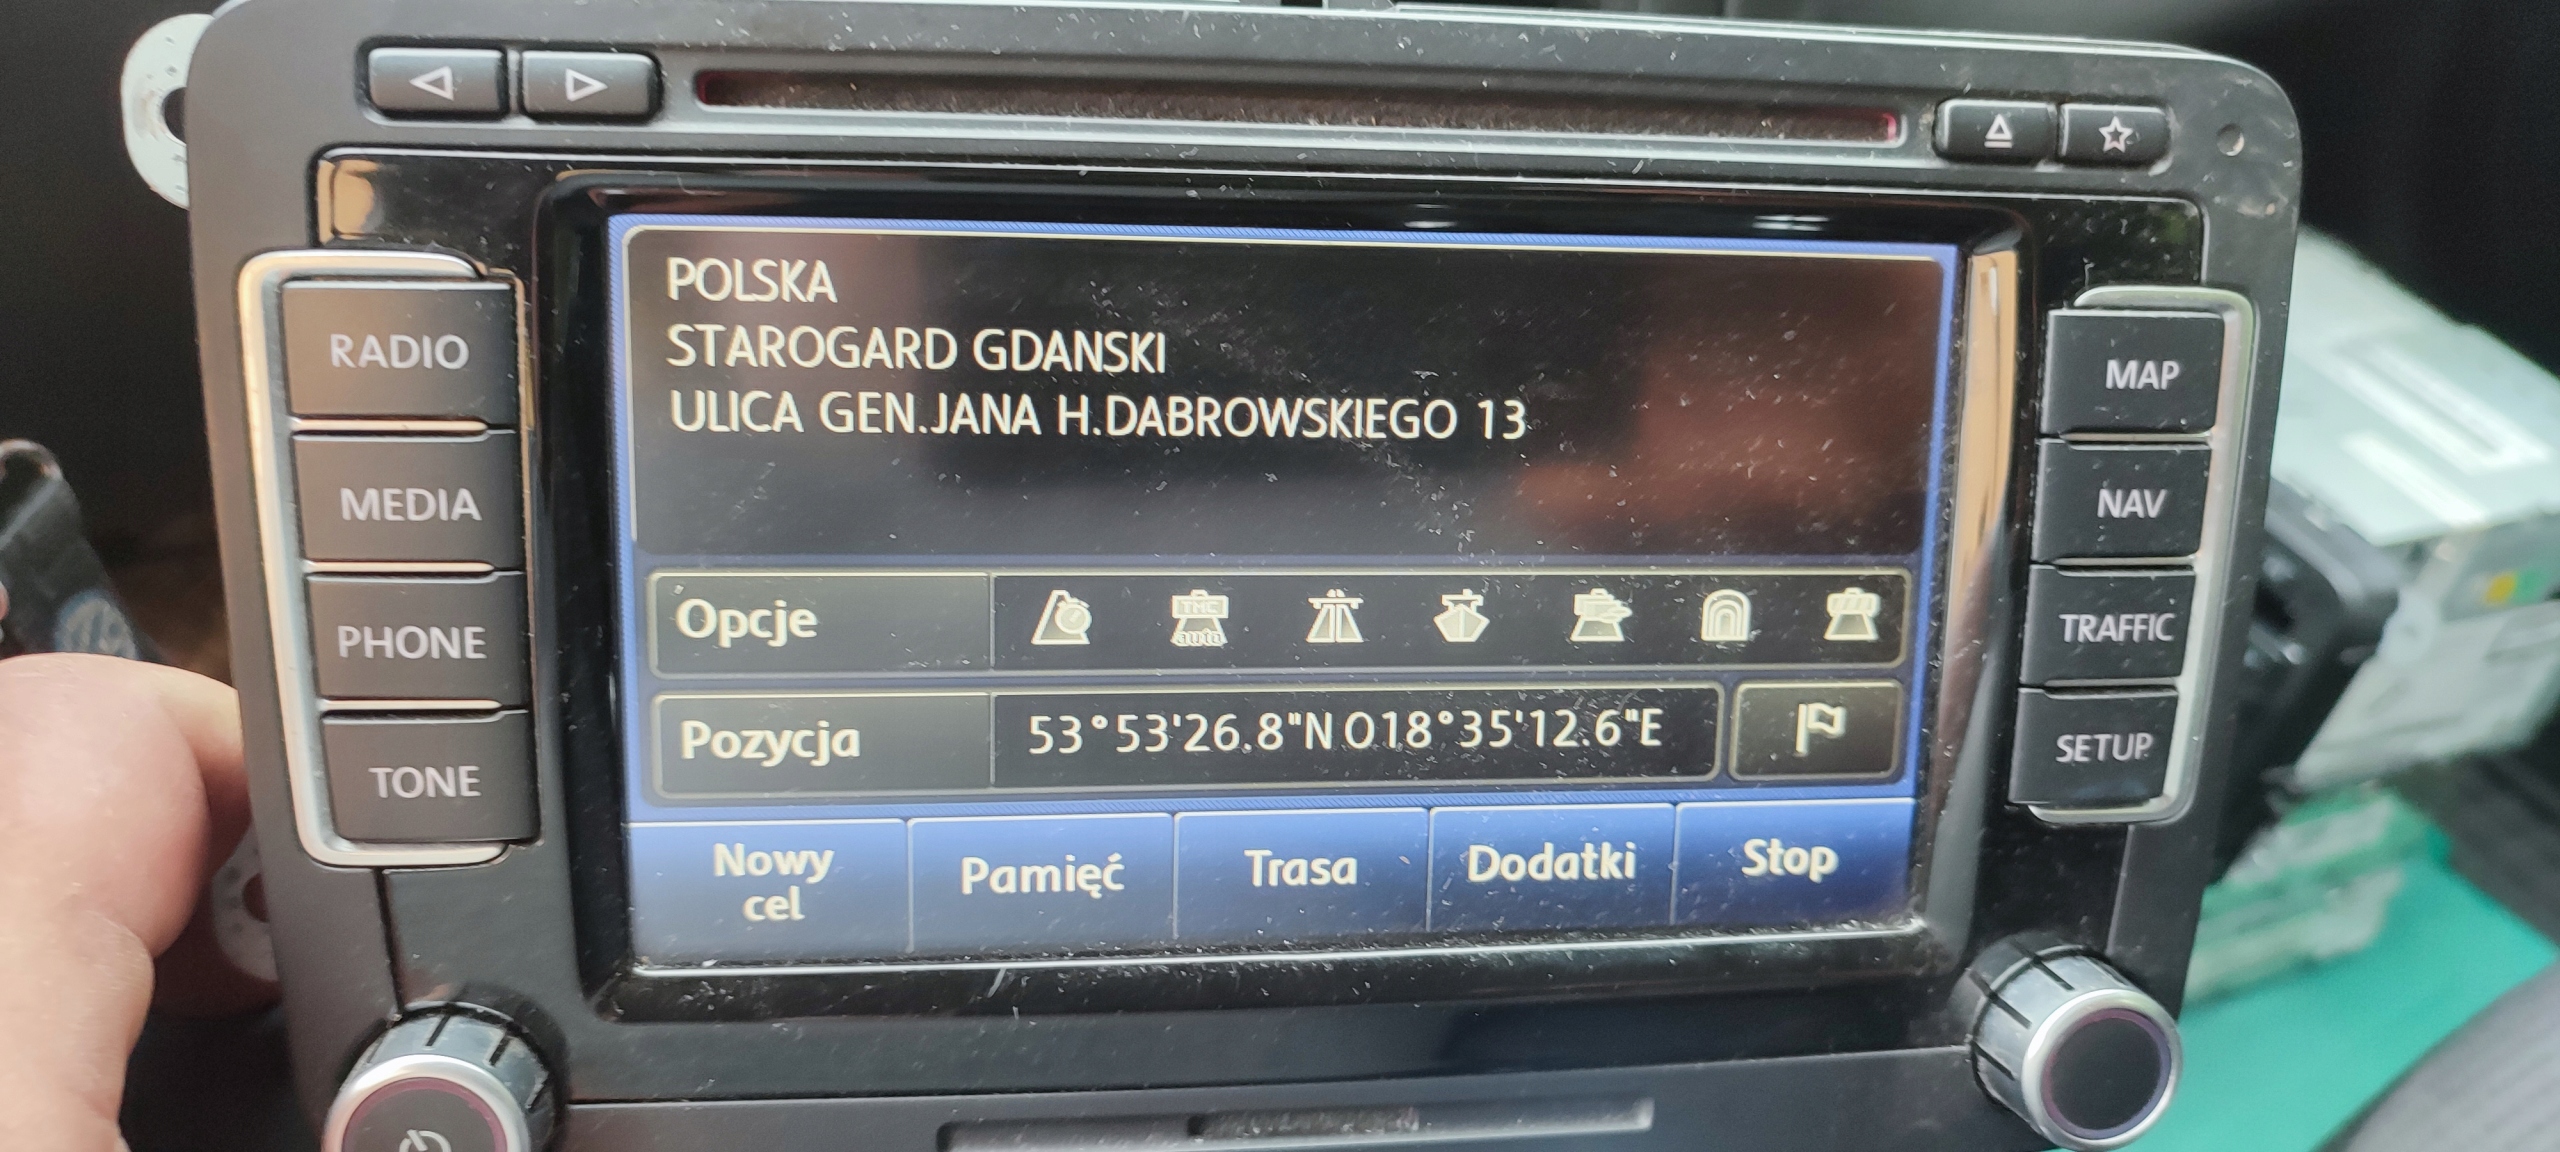 RADIO
MEDIA
PHONE
TONE
POLSKA
STAROGARD GDANSKI
ULICA GEN.JANA H.DABROWSKIEGO 13
Opcje
TMC
auto
Pozycja
53°53'26.8"N 018°35'12.6"E
Nowy
cel
Pamięć
Trasa
Dodatki
Stop
MAP
NAV
TRAFFIC
SETUP